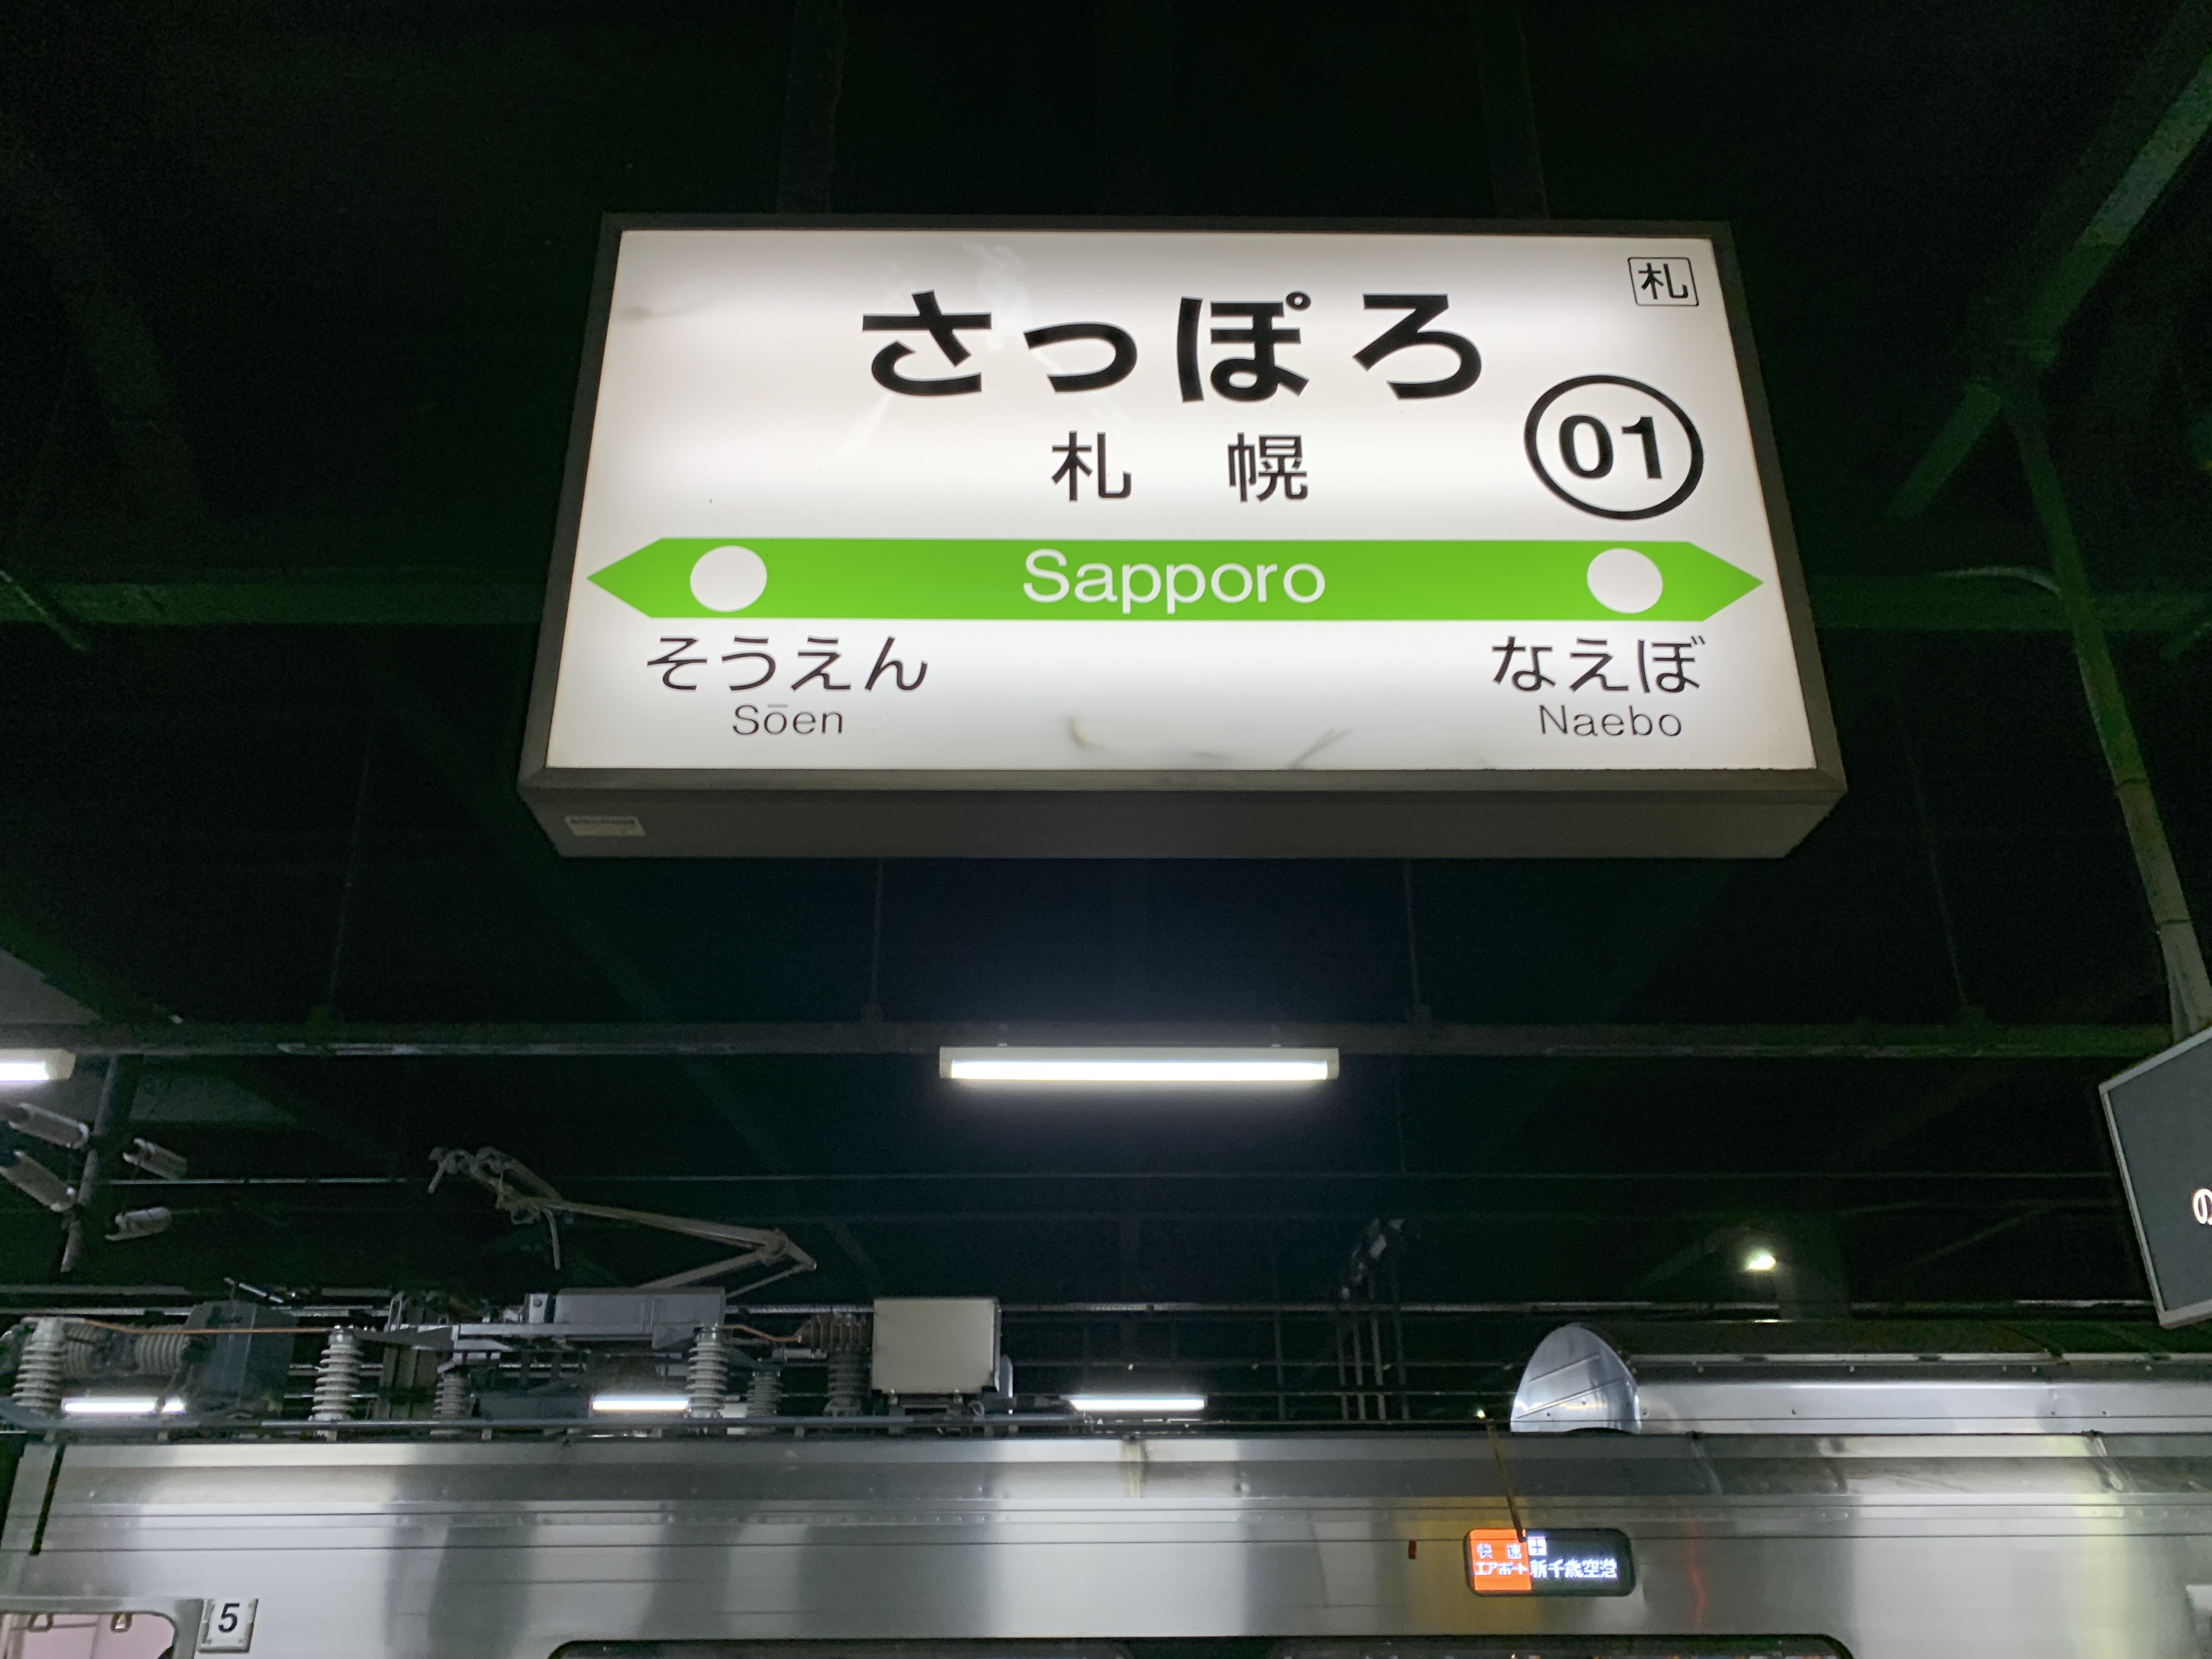 札
さっぽろ
札 幌
01
Sapporo
そうえん
Sōen
なえぼ
Naebo
の
快速
エアポート
新千歳空港
5